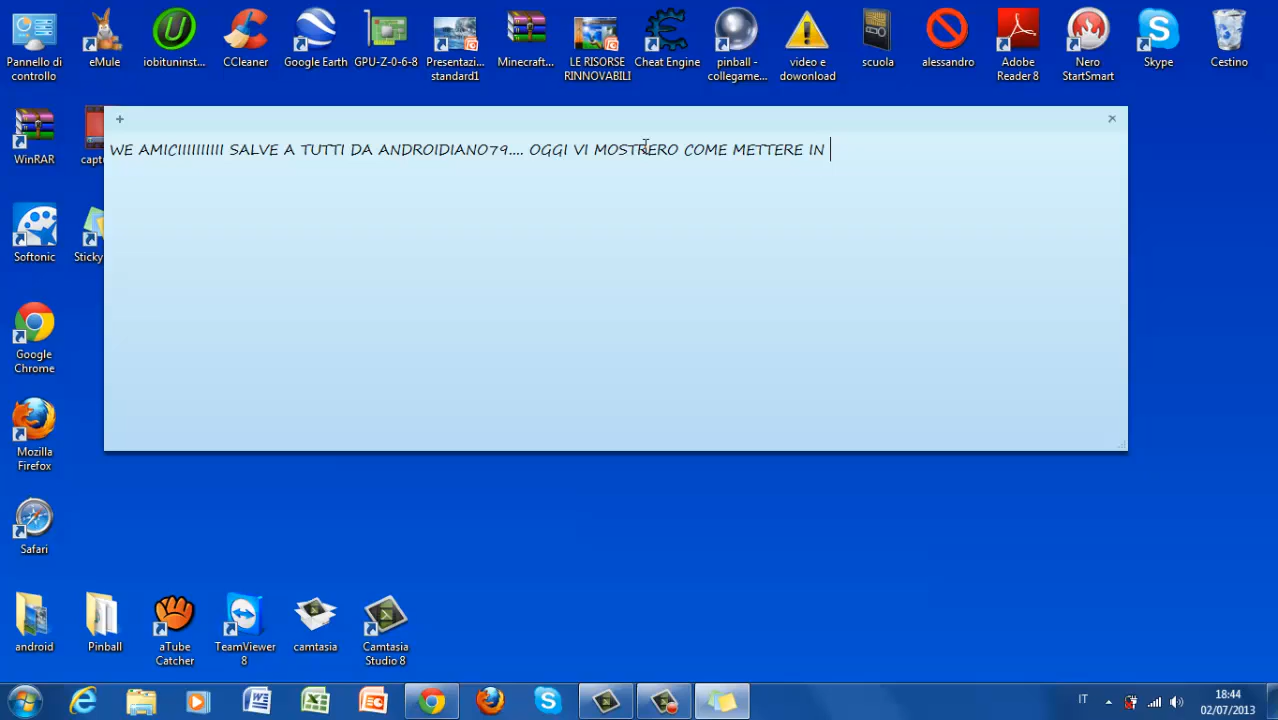 Pannello di controllo
eMule
iobituninst...
CCleaner
Google Earth
GPU-Z-0-6-8
Presentazi... standard1
Minecraft...
LE RISORSE RINNOVABILI
Cheat Engine
pinball - collegame...
video e dowonload
scuola
alessandro
Adobe Reader 8
Nero StartSmart
Skype
Cestino
WinRAR
capt
+ ×
WE AMICIIIIIIIIII SALVE A TUTTI DA ANDROIDIANO79.... OGGI VI MOSTRERO COME METTERE IN
Softonic
Sticky
Google Chrome
Mozilla Firefox
Safari
android
Pinball
aTube Catcher
TeamViewer 8
camtasia
Camtasia Studio 8
IT
18:44
02/07/2013